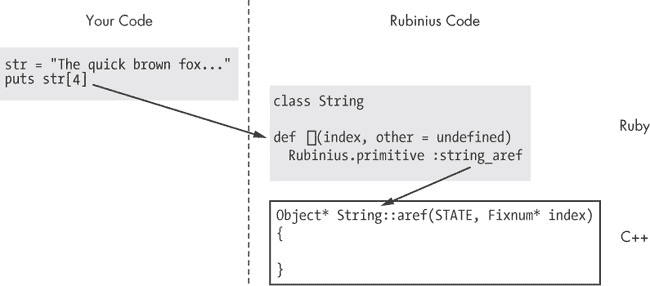 Your Code
Rubinius Code
str = "The quick brown fox..."
puts str[4]
class String
def [](index, other = undefined)
Rubinius.primitive :string_aref
Ruby
Object* String::aref(STATE, Fixnum* index)
{
}
C++